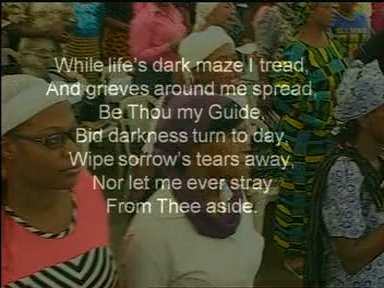 While life's dark maze I tread,
And grieves around me spread,
Be Thou my Guide,
Bid darkness turn to day,
Wipe sorrow's tears away,
Nor let me ever stray
From Thee aside.